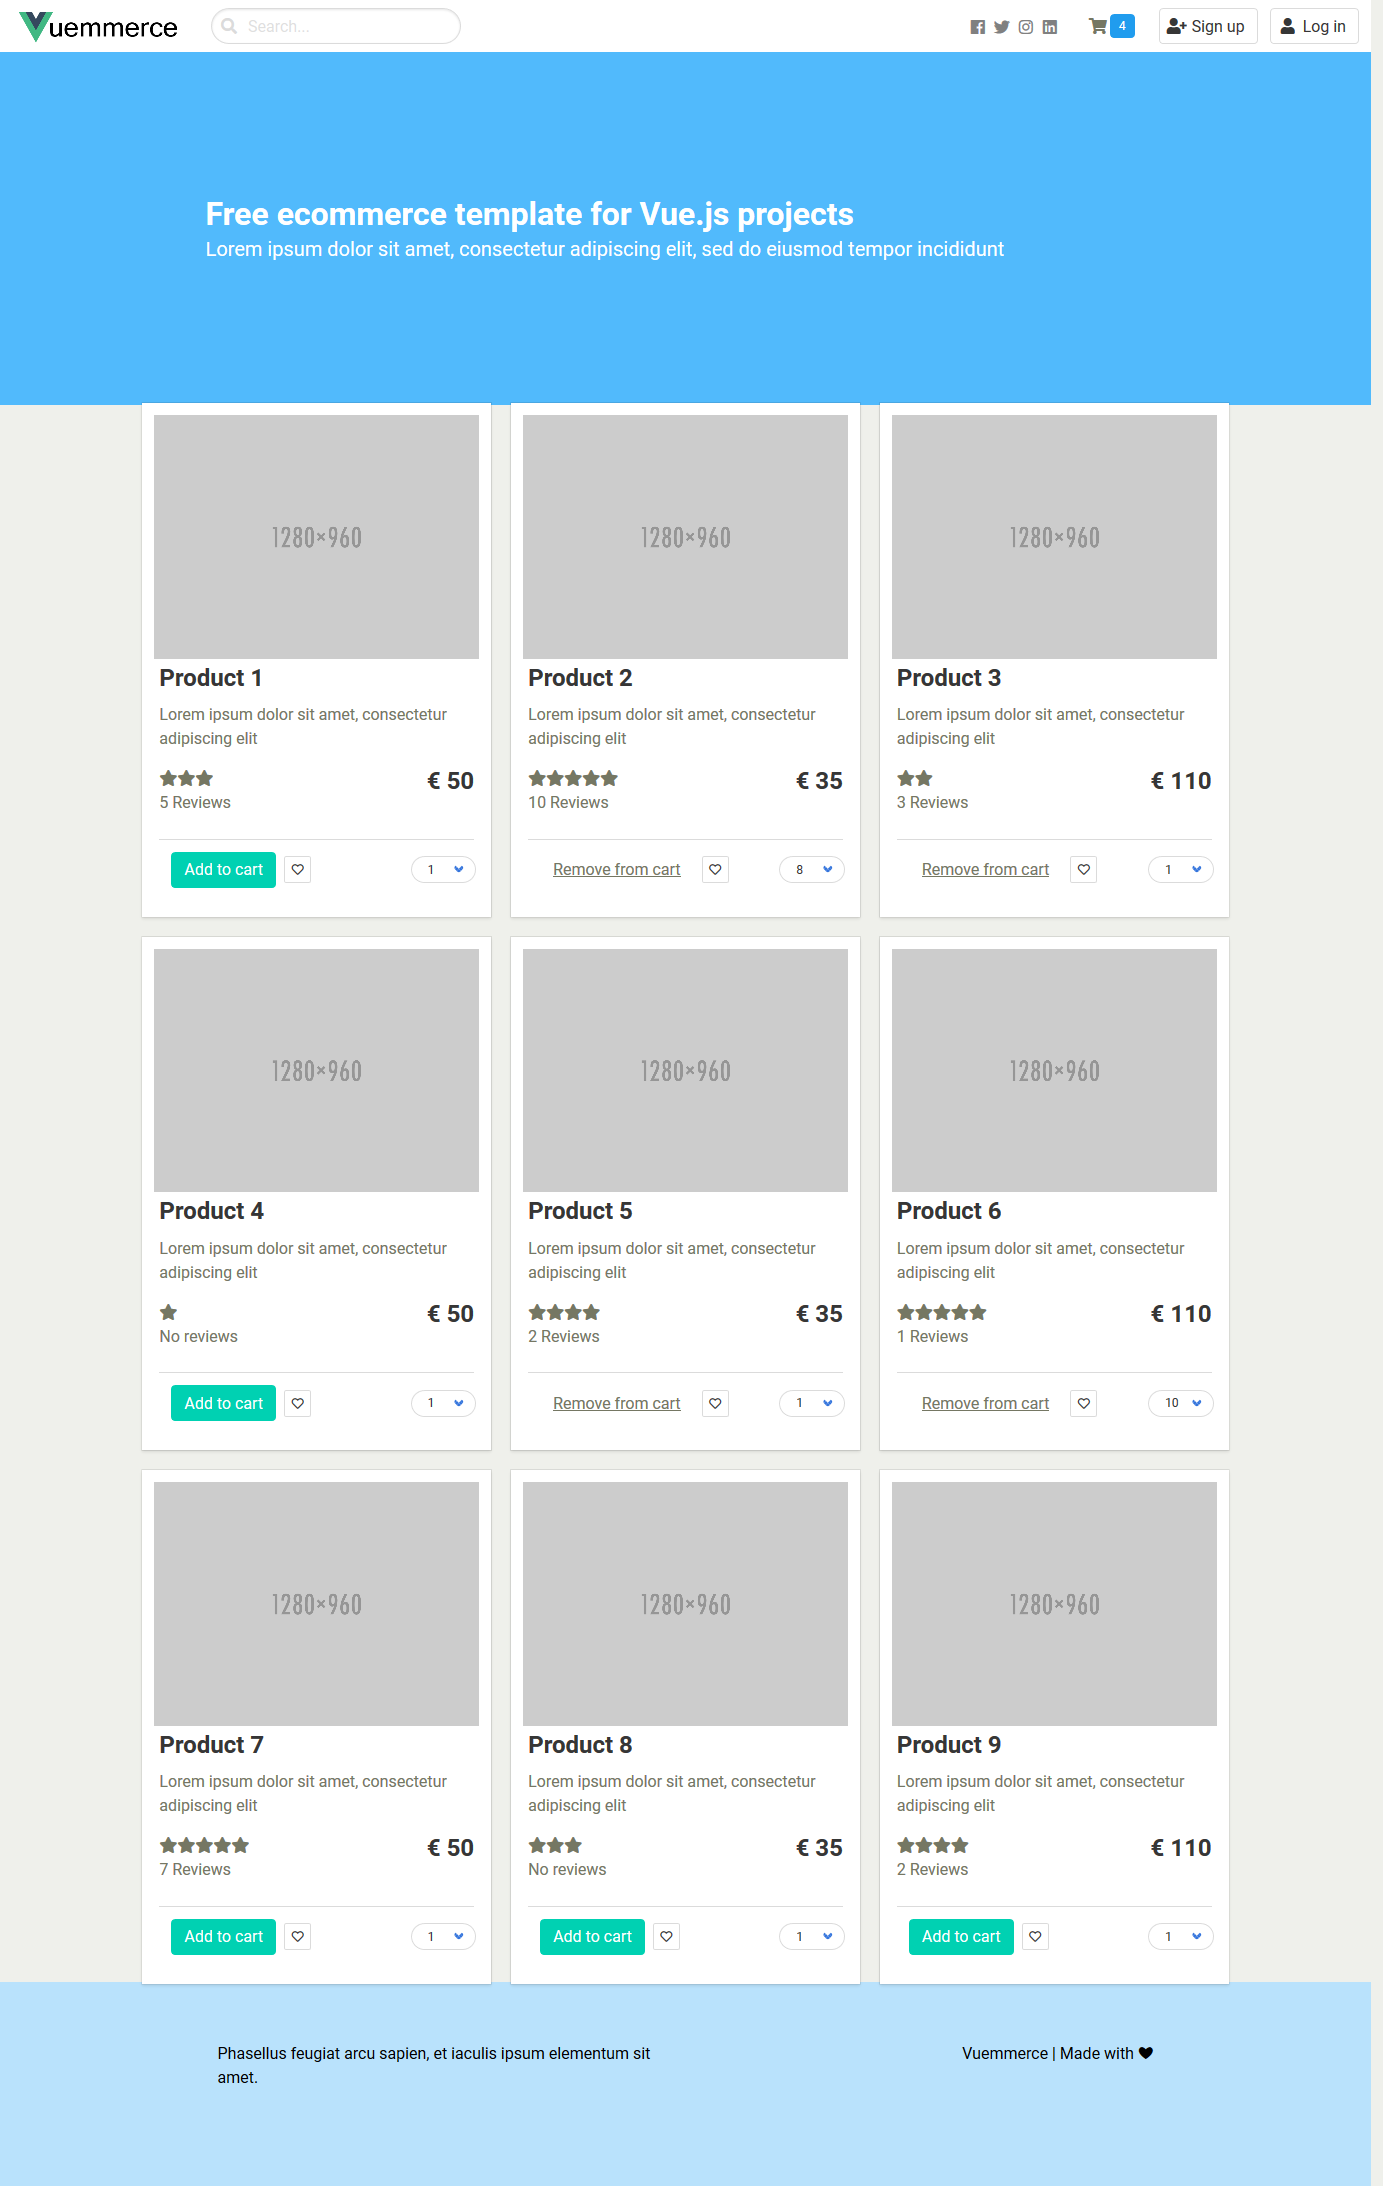 Vuemmerce
Search...
4
Sign up
Log in
Free ecommerce template for Vue.js projects
Lorem ipsum dolor sit amet, consectetur adipiscing elit, sed do eiusmod tempor incididunt
1280×960
Product 1
Lorem ipsum dolor sit amet, consectetur
adipiscing elit
€ 50
5 Reviews
Add to cart
1
1280×960
Product 2
Lorem ipsum dolor sit amet, consectetur
adipiscing elit
€ 35
10 Reviews
Remove from cart
8
1280×960
Product 3
Lorem ipsum dolor sit amet, consectetur
adipiscing elit
€ 110
3 Reviews
Remove from cart
1
1280×960
Product 4
Lorem ipsum dolor sit amet, consectetur
adipiscing elit
€ 50
No reviews
Add to cart
1
1280×960
Product 5
Lorem ipsum dolor sit amet, consectetur
adipiscing elit
€ 35
2 Reviews
Remove from cart
1
1280×960
Product 6
Lorem ipsum dolor sit amet, consectetur
adipiscing elit
€ 110
1 Reviews
Remove from cart
10
1280×960
Product 7
Lorem ipsum dolor sit amet, consectetur
adipiscing elit
€ 50
7 Reviews
Add to cart
1
1280×960
Product 8
Lorem ipsum dolor sit amet, consectetur
adipiscing elit
€ 35
No reviews
Add to cart
1
1280×960
Product 9
Lorem ipsum dolor sit amet, consectetur
adipiscing elit
€ 110
2 Reviews
Add to cart
1
Phasellus feugiat arcu sapien, et iaculis ipsum elementum sit
amet.
Vuemmerce | Made with ♥